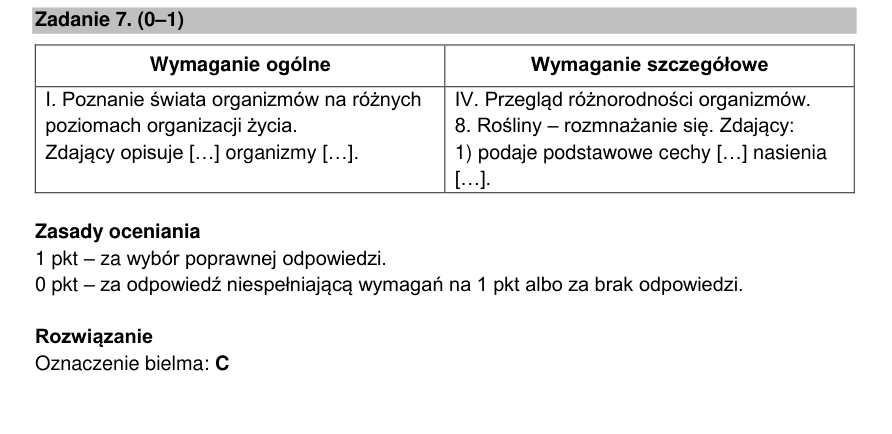 Zadanie 7. (0–1)
Wymaganie ogólne
Wymaganie szczegółowe
I. Poznanie świata organizmów na różnych
poziomach organizacji życia.
Zdający opisuje […] organizmy […].
IV. Przegląd różnorodności organizmów.
8. Rośliny – rozmnażanie się. Zdający:
1) podaje podstawowe cechy […] nasienia
[…].
Zasady oceniania
1 pkt – za wybór poprawnej odpowiedzi.
0 pkt – za odpowiedź niespełniającą wymagań na 1 pkt albo za brak odpowiedzi.
Rozwiązanie
Oznaczenie bielma: C